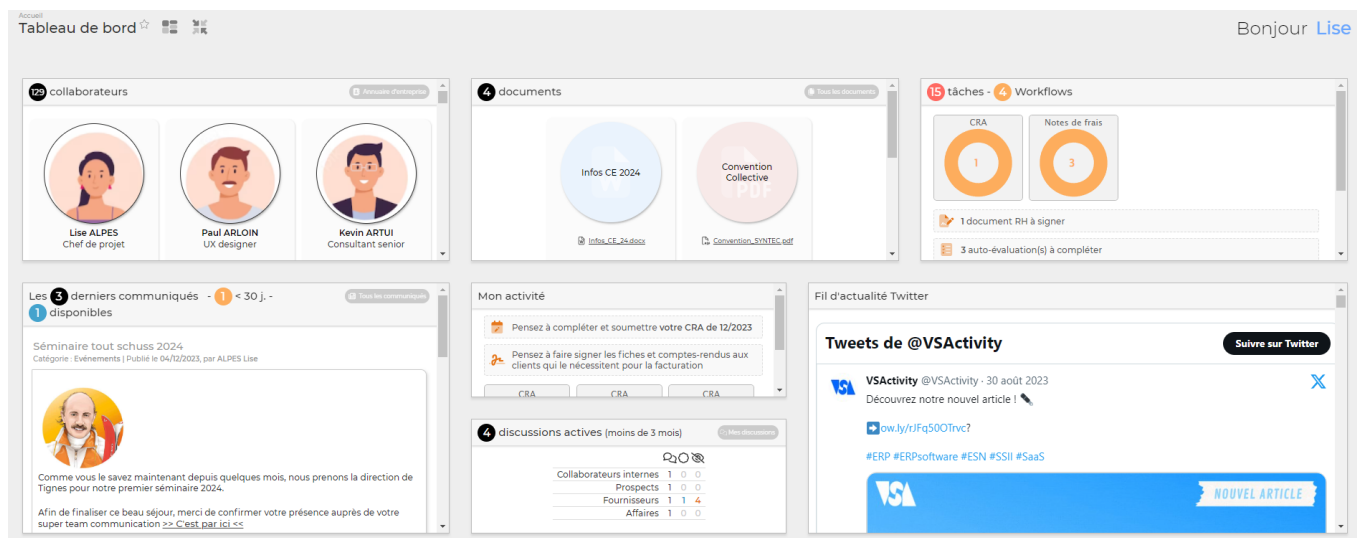 Accueil
Tableau de bord
Bonjour Lise
129 collaborateurs
Annuaire d'entreprise
Lise ALPES
Chef de projet
Paul ARLOIN
UX designer
Kevin ARTUI
Consultant senior
4 documents
Tous les documents
Infos CE 2024
Convention
Collective
PDF
Infos_CE_24.docx
Convention_SYNTEC.pdf
15 tâches - 4 Workflows
CRA
1
Notes de frais
3
1 document RH à signer
3 auto-évaluation(s) à compléter
Les 3 derniers communiqués - 1 < 30 j. -
1 disponibles
Tous les communiqués
Séminaire tout schuss 2024
Catégorie : Evénements | Publié le 04/12/2023, par ALPES Lise
Comme vous le savez maintenant depuis quelques mois, nous prenons la direction de
Tignes pour notre premier séminaire 2024.
Afin de finaliser ce beau séjour, merci de confirmer votre présence auprès de votre
super team communication >> C'est par ici <<
Mon activité
Pensez à compléter et soumettre votre CRA de 12/2023
Pensez à faire signer les fiches et comptes-rendus aux
clients qui le nécessitent pour la facturation
CRA CRA CRA
4 discussions actives (moins de 3 mois)
Mes discussions
Collaborateurs internes 1 0 0
Prospects 1 0 0
Fournisseurs 1 1 4
Affaires 1 0 0
Fil d'actualité Twitter
Tweets de @VSActivity
Suivre sur Twitter
VSA
VSActivity @VSActivity · 30 août 2023
Découvrez notre nouvel article !
ow.ly/rJFq50OTrvc?
#ERP #ERPsoftware #ESN #SSII #SaaS
VSA
NOUVEL ARTICLE